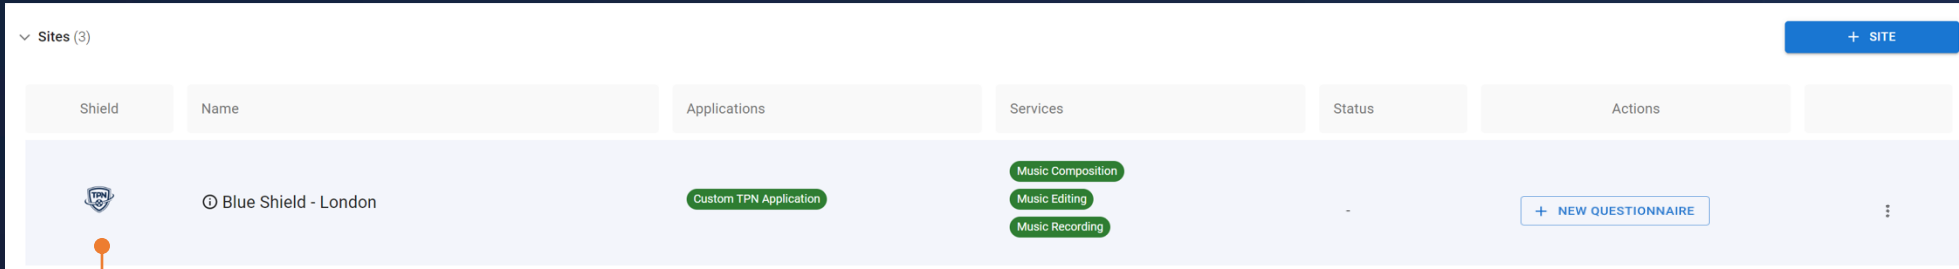 Sites (3)
+ SITE
Shield
Name
Applications
Services
Status
Actions
TPN
Blue Shield - London
Custom TPN Application
Music Composition
Music Editing
Music Recording
-
+ NEW QUESTIONNAIRE